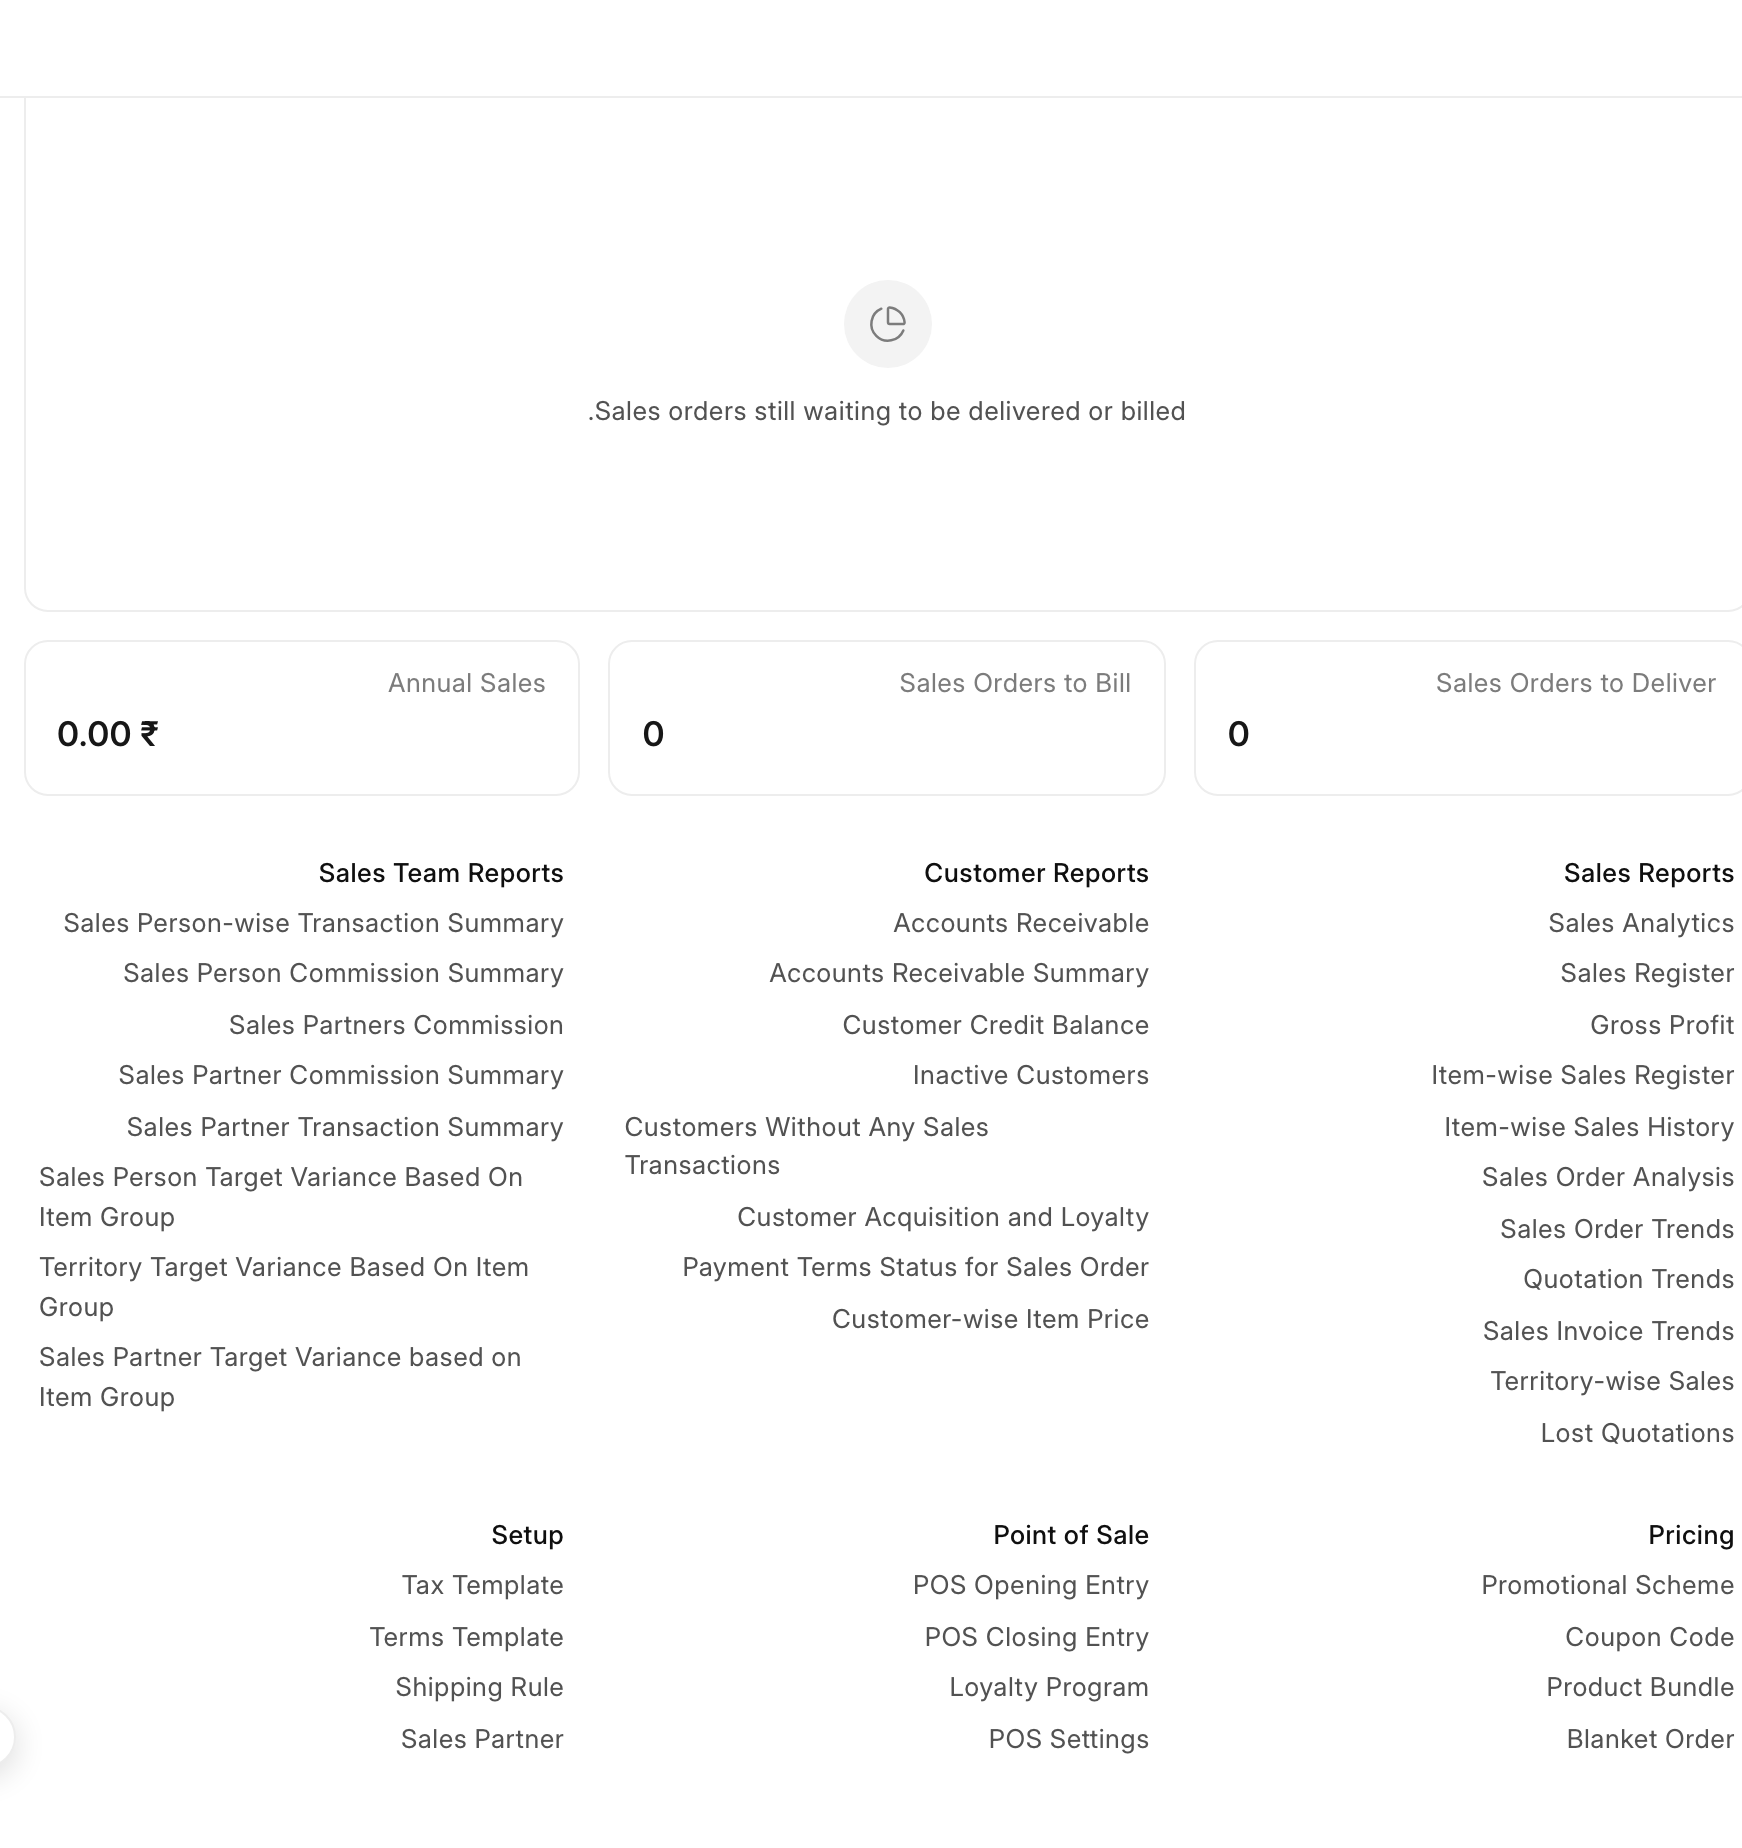 .Sales orders still waiting to be delivered or billed
Sales Orders to Deliver
0
Sales Orders to Bill
0
Annual Sales
0.00 ₹
Sales Reports
Sales Analytics
Sales Register
Gross Profit
Item-wise Sales Register
Item-wise Sales History
Sales Order Analysis
Sales Order Trends
Quotation Trends
Sales Invoice Trends
Territory-wise Sales
Lost Quotations
Customer Reports
Accounts Receivable
Accounts Receivable Summary
Customer Credit Balance
Inactive Customers
Customers Without Any Sales
Transactions
Customer Acquisition and Loyalty
Payment Terms Status for Sales Order
Customer-wise Item Price
Sales Team Reports
Sales Person-wise Transaction Summary
Sales Person Commission Summary
Sales Partners Commission
Sales Partner Commission Summary
Sales Partner Transaction Summary
Sales Person Target Variance Based On
Item Group
Territory Target Variance Based On Item
Group
Sales Partner Target Variance based on
Item Group
Pricing
Promotional Scheme
Coupon Code
Product Bundle
Blanket Order
Point of Sale
POS Opening Entry
POS Closing Entry
Loyalty Program
POS Settings
Setup
Tax Template
Terms Template
Shipping Rule
Sales Partner